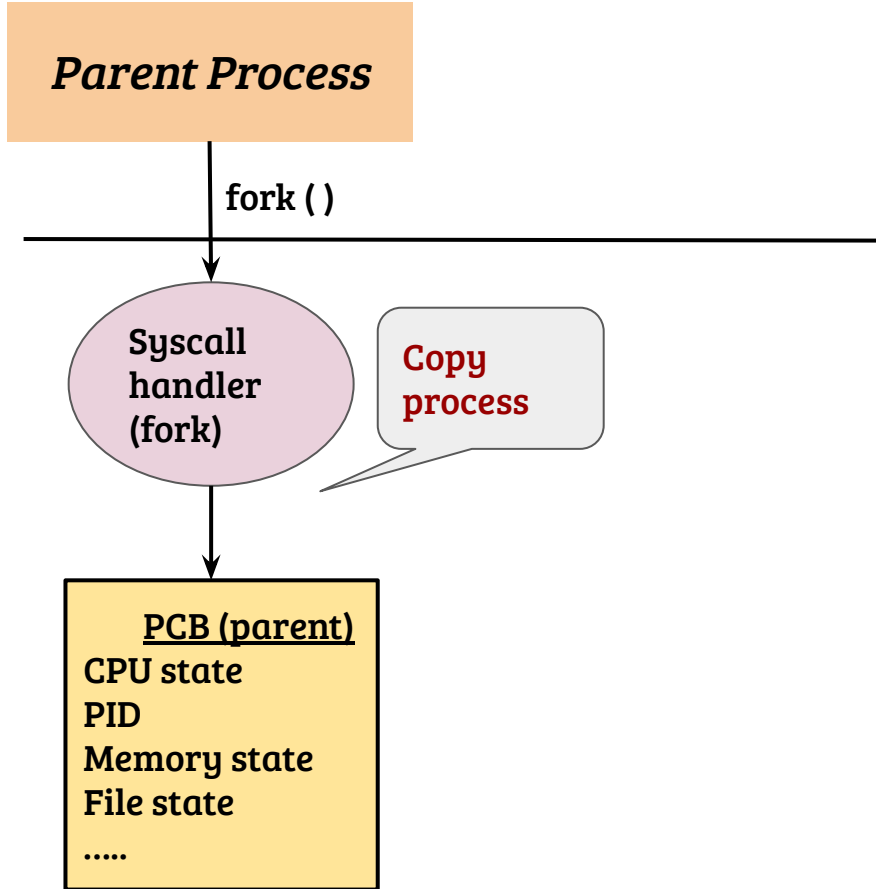 Parent Process
fork ( )
Syscall
handler
(fork)
Copy
process
PCB (parent)
CPU state
PID
Memory state
File state
.....